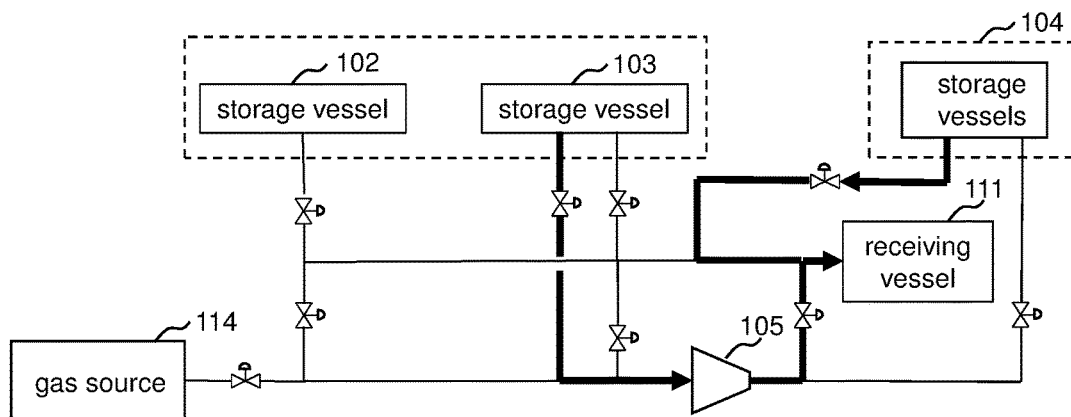 102
103
104
storage vessel
storage vessel
storage
vessels
111
receiving
vessel
105
114
gas source